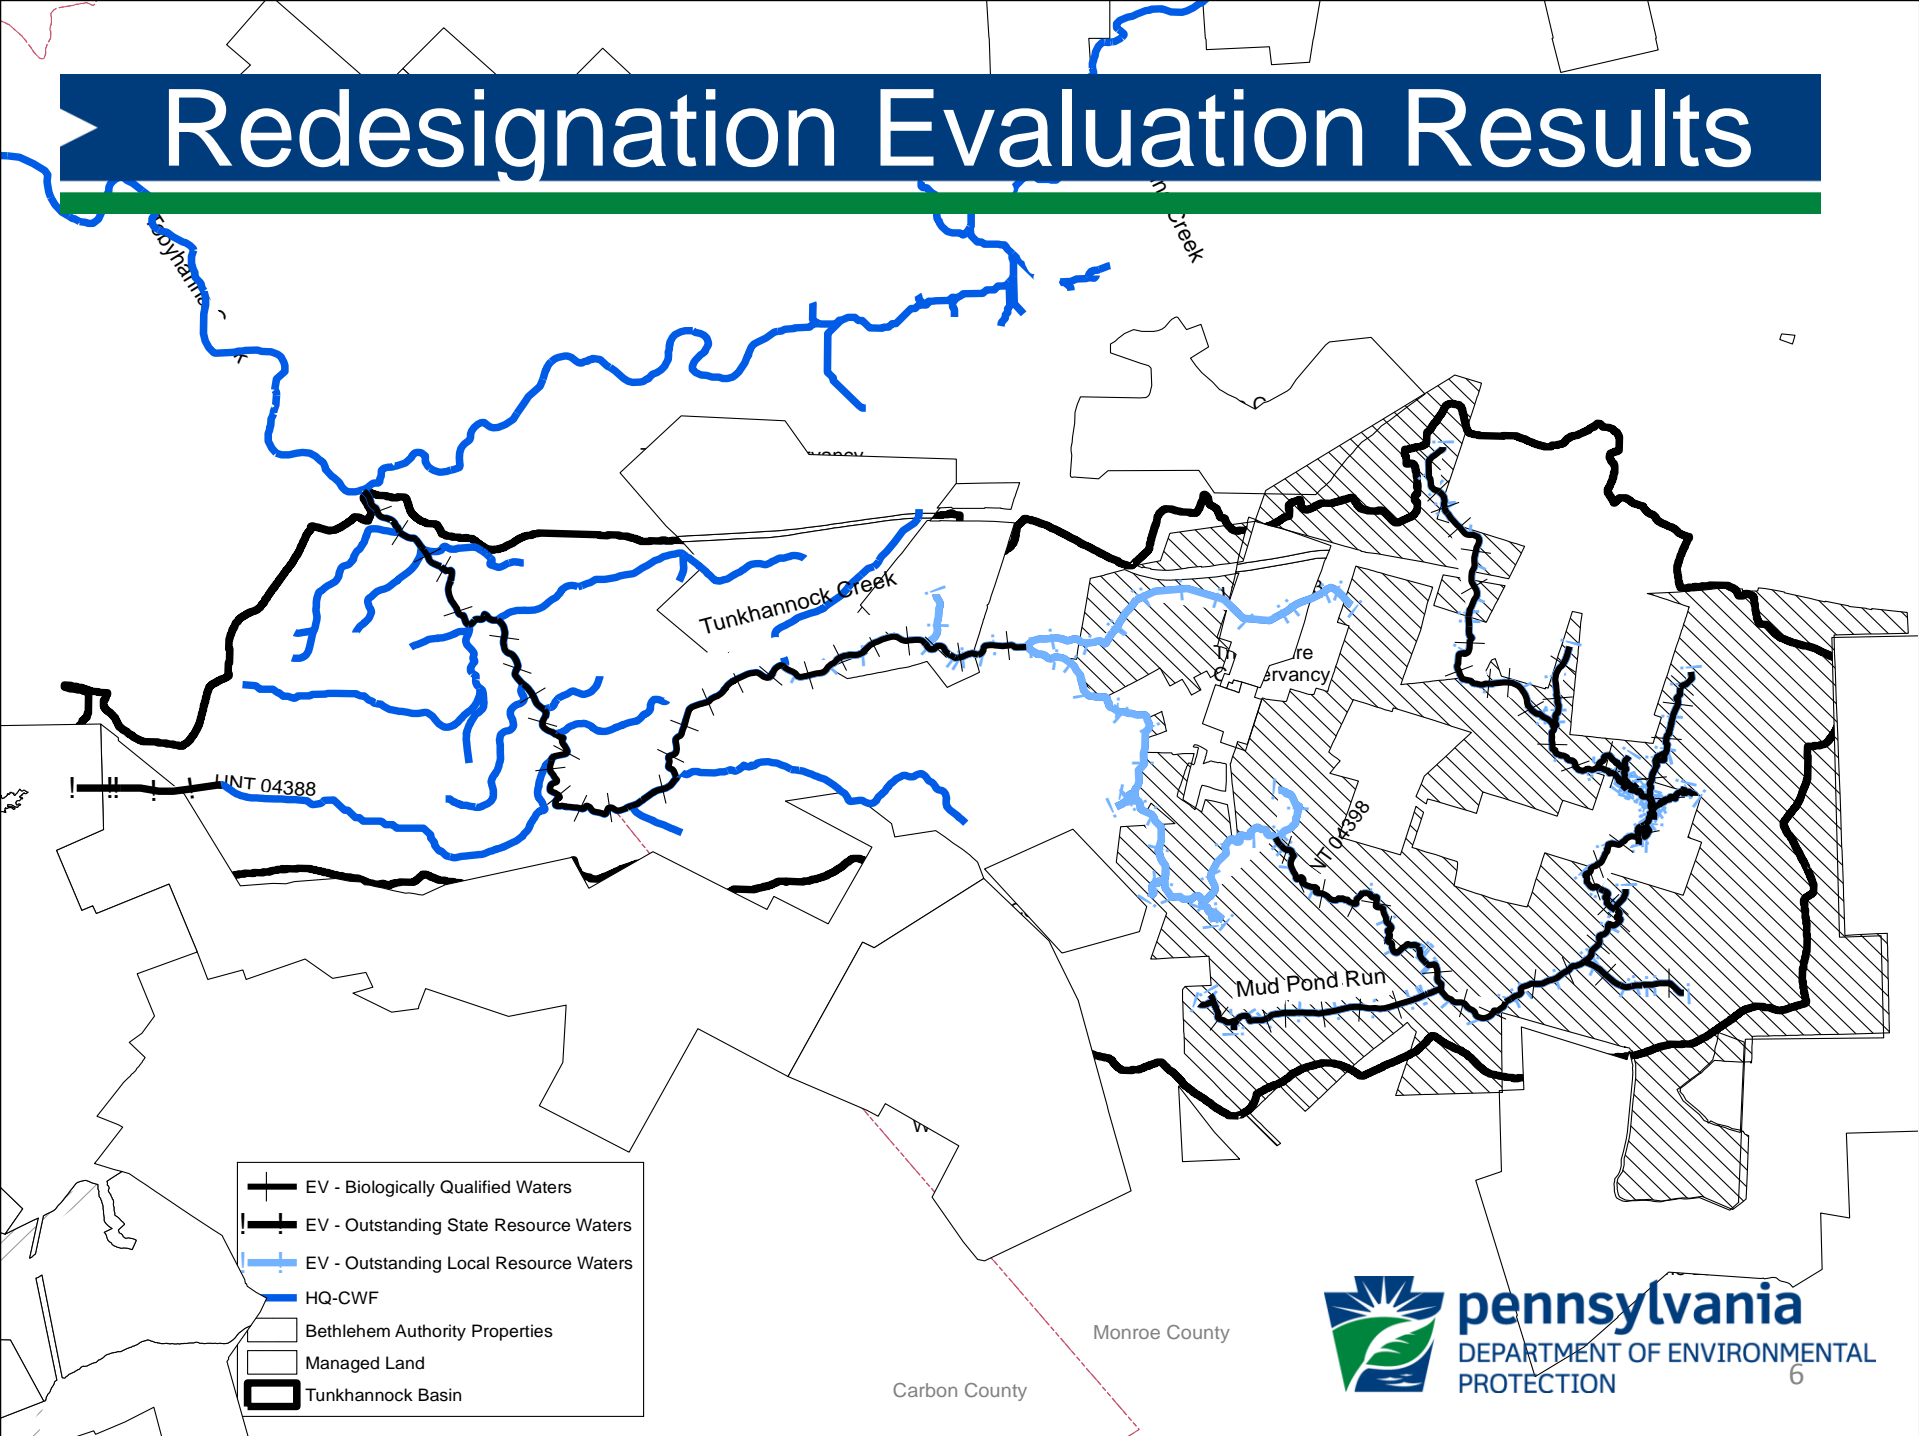 Redesignation Evaluation Results
Creek
Tunkhannock Creek
UNT 04388
NT 04398
Mud Pond Run
EV - Biologically Qualified Waters
EV - Outstanding State Resource Waters
EV - Outstanding Local Resource Waters
HQ-CWF
Bethlehem Authority Properties
Managed Land
Tunkhannock Basin
Monroe County
Carbon County
pennsylvania
DEPARTMENT OF ENVIRONMENTAL
PROTECTION
6